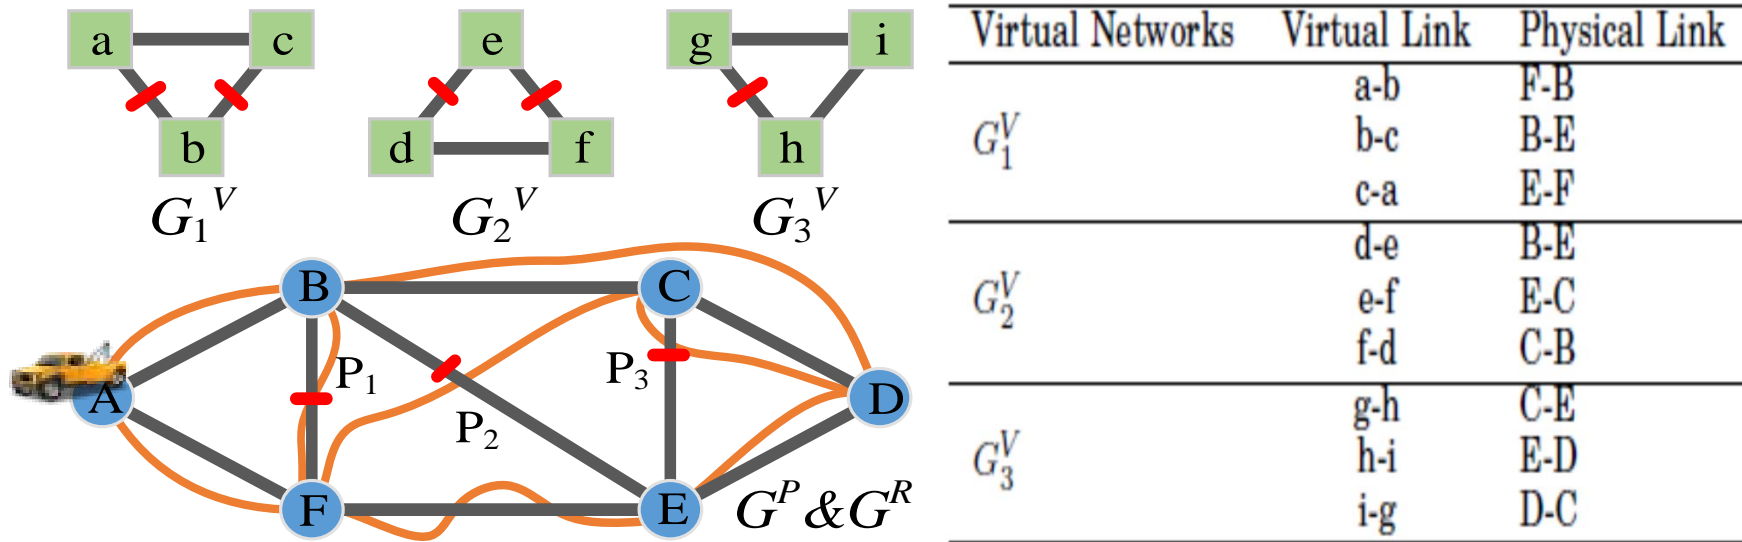 a c
b
G₁ⱽ
e
d f
G₂ⱽ
g i
h
G₃ⱽ
B C
A P₁ P₃ D
P₂
F E Gᴾ & Gᴿ
Virtual Networks Virtual Link Physical Link
a-b F-B
G₁ⱽ b-c B-E
c-a E-F
d-e B-E
G₂ⱽ e-f E-C
f-d C-B
g-h C-E
G₃ⱽ h-i E-D
i-g D-C